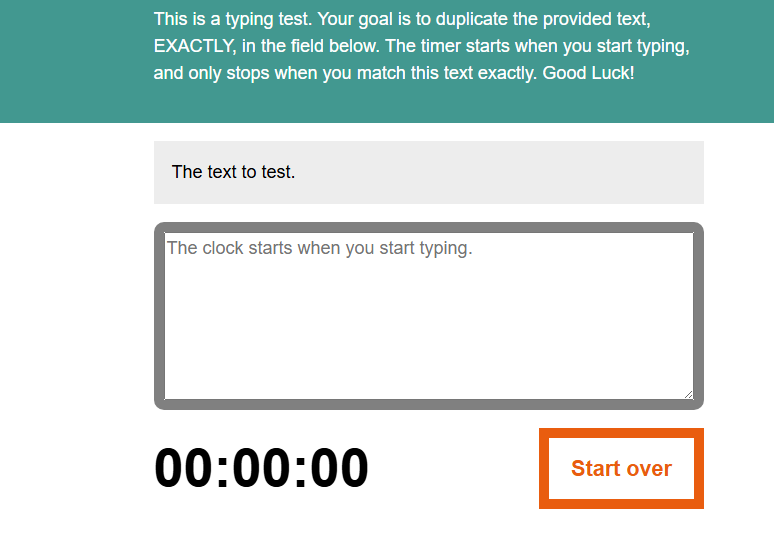 This is a typing test. Your goal is to duplicate the provided text,
EXACTLY, in the field below. The timer starts when you start typing,
and only stops when you match this text exactly. Good Luck!
The text to test.
The clock starts when you start typing.
00:00:00
Start over